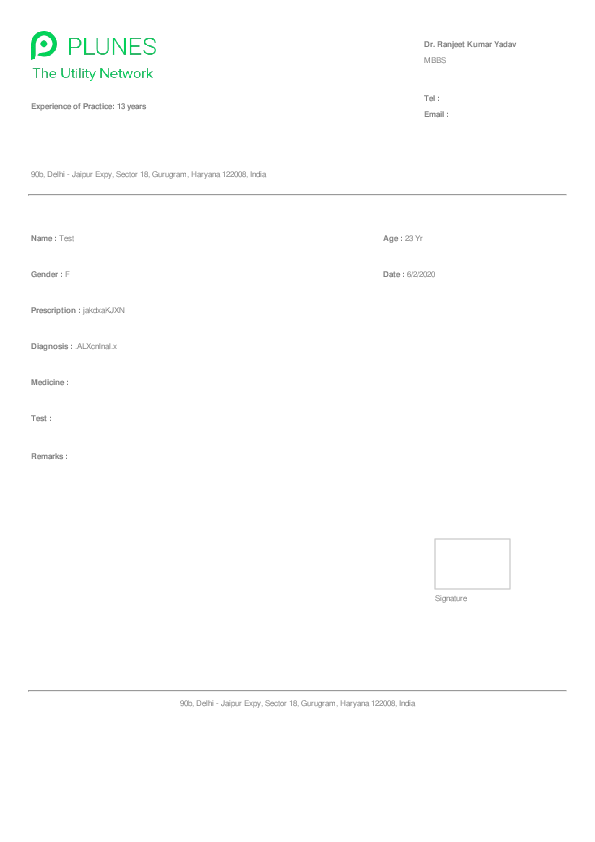 PLUNES
The Utility Network
Dr. Ranjeet Kumar Yadav
MBBS
Tel :
Experience of Practice: 13 years
Email :
90b, Delhi - Jaipur Expy, Sector 18, Gurugram, Haryana 122008, India
Name : Test
Age : 23 Yr
Gender : F
Date : 6/2/2020
Prescription : jakdxaKJXN
Diagnosis : .ALXcnlnal.x
Medicine :
Test :
Remarks :
Signature
90b, Delhi - Jaipur Expy, Sector 18, Gurugram, Haryana 122008, India